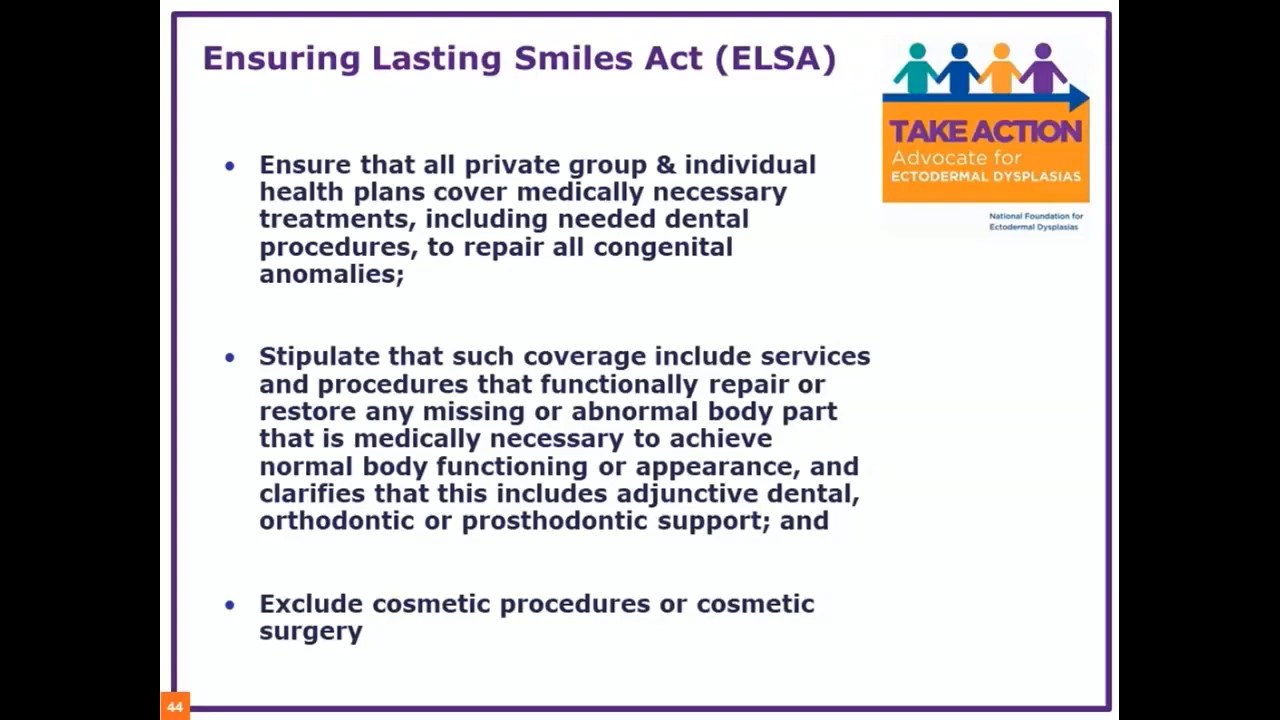 Ensuring Lasting Smiles Act (ELSA)
TAKE ACTION
Advocate for
ECTODERMAL DYSPLASIAS
National Foundation for
Ectodermal Dysplasias
• Ensure that all private group & individual
health plans cover medically necessary
treatments, including needed dental
procedures, to repair all congenital
anomalies;
• Stipulate that such coverage include services
and procedures that functionally repair or
restore any missing or abnormal body part
that is medically necessary to achieve
normal body functioning or appearance, and
clarifies that this includes adjunctive dental,
orthodontic or prosthodontic support; and
• Exclude cosmetic procedures or cosmetic
surgery
44